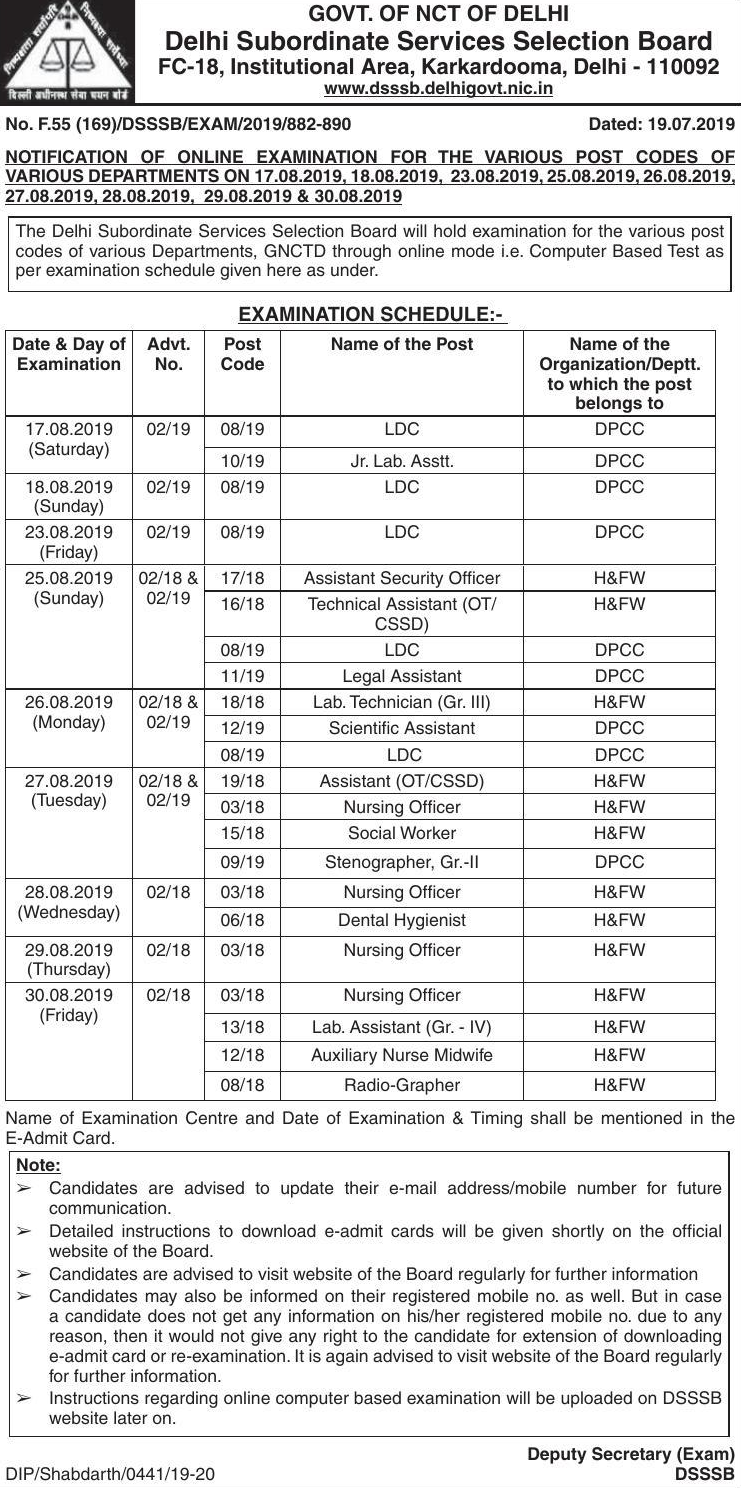 निष्पक्षता सर्वोपरि निष्पक्षता सर्वस्व
दिल्ली अधीनस्थ सेवा चयन बोर्ड
GOVT. OF NCT OF DELHI
Delhi Subordinate Services Selection Board
FC-18, Institutional Area, Karkardooma, Delhi - 110092
www.dsssb.delhigovt.nic.in
No. F.55 (169)/DSSSB/EXAM/2019/882-890 Dated: 19.07.2019
NOTIFICATION OF ONLINE EXAMINATION FOR THE VARIOUS POST CODES OF
VARIOUS DEPARTMENTS ON 17.08.2019, 18.08.2019, 23.08.2019, 25.08.2019, 26.08.2019,
27.08.2019, 28.08.2019, 29.08.2019 & 30.08.2019
The Delhi Subordinate Services Selection Board will hold examination for the various post
codes of various Departments, GNCTD through online mode i.e. Computer Based Test as
per examination schedule given here as under.
EXAMINATION SCHEDULE:-
Date & Day of Advt. Post Name of the Post Name of the
Examination No. Code Organization/Deptt.
to which the post
belongs to
17.08.2019 02/19 08/19 LDC DPCC
(Saturday)
10/19 Jr. Lab. Asstt. DPCC
18.08.2019 02/19 08/19 LDC DPCC
(Sunday)
23.08.2019 02/19 08/19 LDC DPCC
(Friday)
25.08.2019 02/18 & 17/18 Assistant Security Officer H&FW
(Sunday) 02/19
16/18 Technical Assistant (OT/ H&FW
CSSD)
08/19 LDC DPCC
11/19 Legal Assistant DPCC
26.08.2019 02/18 & 18/18 Lab. Technician (Gr. III) H&FW
(Monday) 02/19
12/19 Scientific Assistant DPCC
08/19 LDC DPCC
27.08.2019 02/18 & 19/18 Assistant (OT/CSSD) H&FW
(Tuesday) 02/19
03/18 Nursing Officer H&FW
15/18 Social Worker H&FW
09/19 Stenographer, Gr.-II DPCC
28.08.2019 02/18 03/18 Nursing Officer H&FW
(Wednesday)
06/18 Dental Hygienist H&FW
29.08.2019 02/18 03/18 Nursing Officer H&FW
(Thursday)
30.08.2019 02/18 03/18 Nursing Officer H&FW
(Friday)
13/18 Lab. Assistant (Gr. - IV) H&FW
12/18 Auxiliary Nurse Midwife H&FW
08/18 Radio-Grapher H&FW
Name of Examination Centre and Date of Examination & Timing shall be mentioned in the
E-Admit Card.
Note:
➢ Candidates are advised to update their e-mail address/mobile number for future
communication.
➢ Detailed instructions to download e-admit cards will be given shortly on the official
website of the Board.
➢ Candidates are advised to visit website of the Board regularly for further information
➢ Candidates may also be informed on their registered mobile no. as well. But in case
a candidate does not get any information on his/her registered mobile no. due to any
reason, then it would not give any right to the candidate for extension of downloading
e-admit card or re-examination. It is again advised to visit website of the Board regularly
for further information.
➢ Instructions regarding online computer based examination will be uploaded on DSSSB
website later on.
Deputy Secretary (Exam)
DIP/Shabdarth/0441/19-20 DSSSB